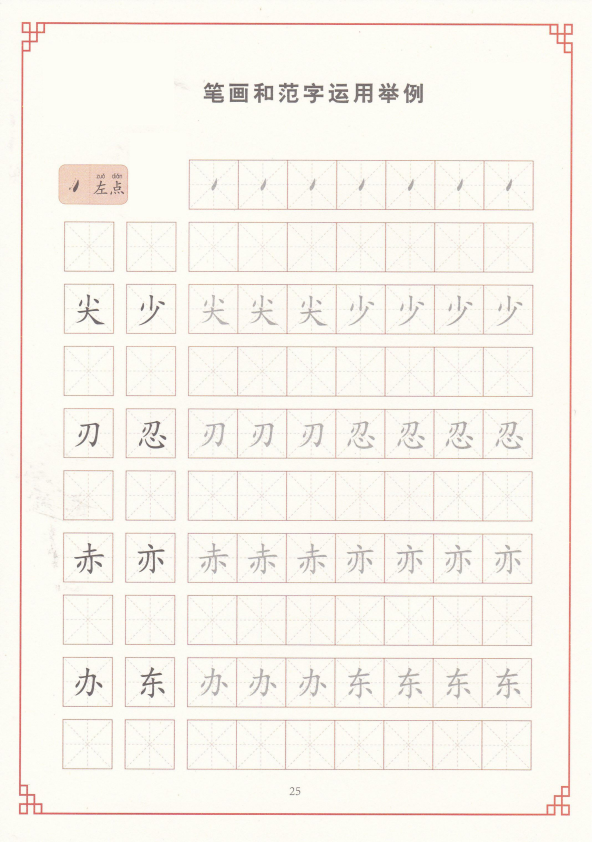 笔画和范字运用举例
zuǒ diǎn
左点
尖 少 尖 尖 尖 少 少 少 少
刃 忍 刃 刃 刃 忍 忍 忍 忍
赤 亦 赤 赤 赤 亦 亦 亦 亦
办 东 办 办 办 东 东 东 东
25